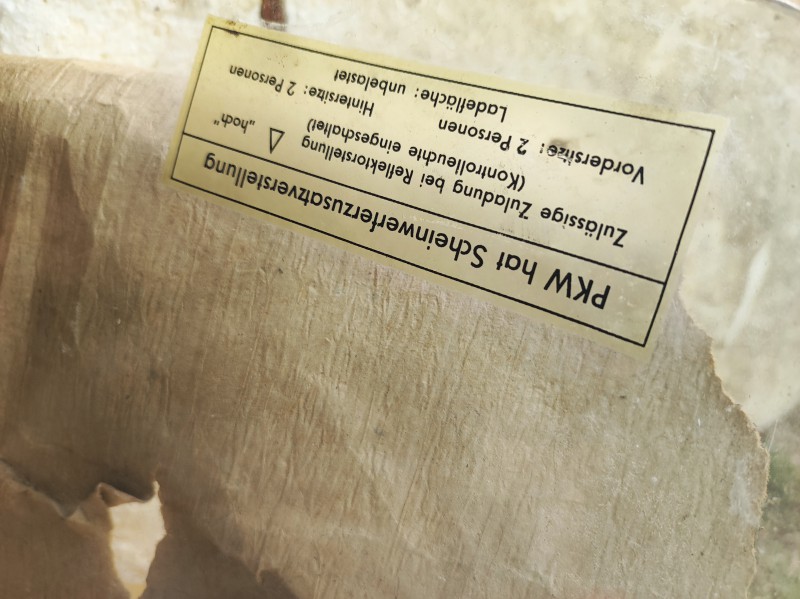 PKW hat Scheinwerferzusatzverstellung
Zulässige Zuladung bei Reflektorstellung △ „hoch“
(Kontrolleuchte eingeschaltet)
Vordersitze: 2 Personen Hintersitze: 2 Personen
Ladefläche: unbelastet